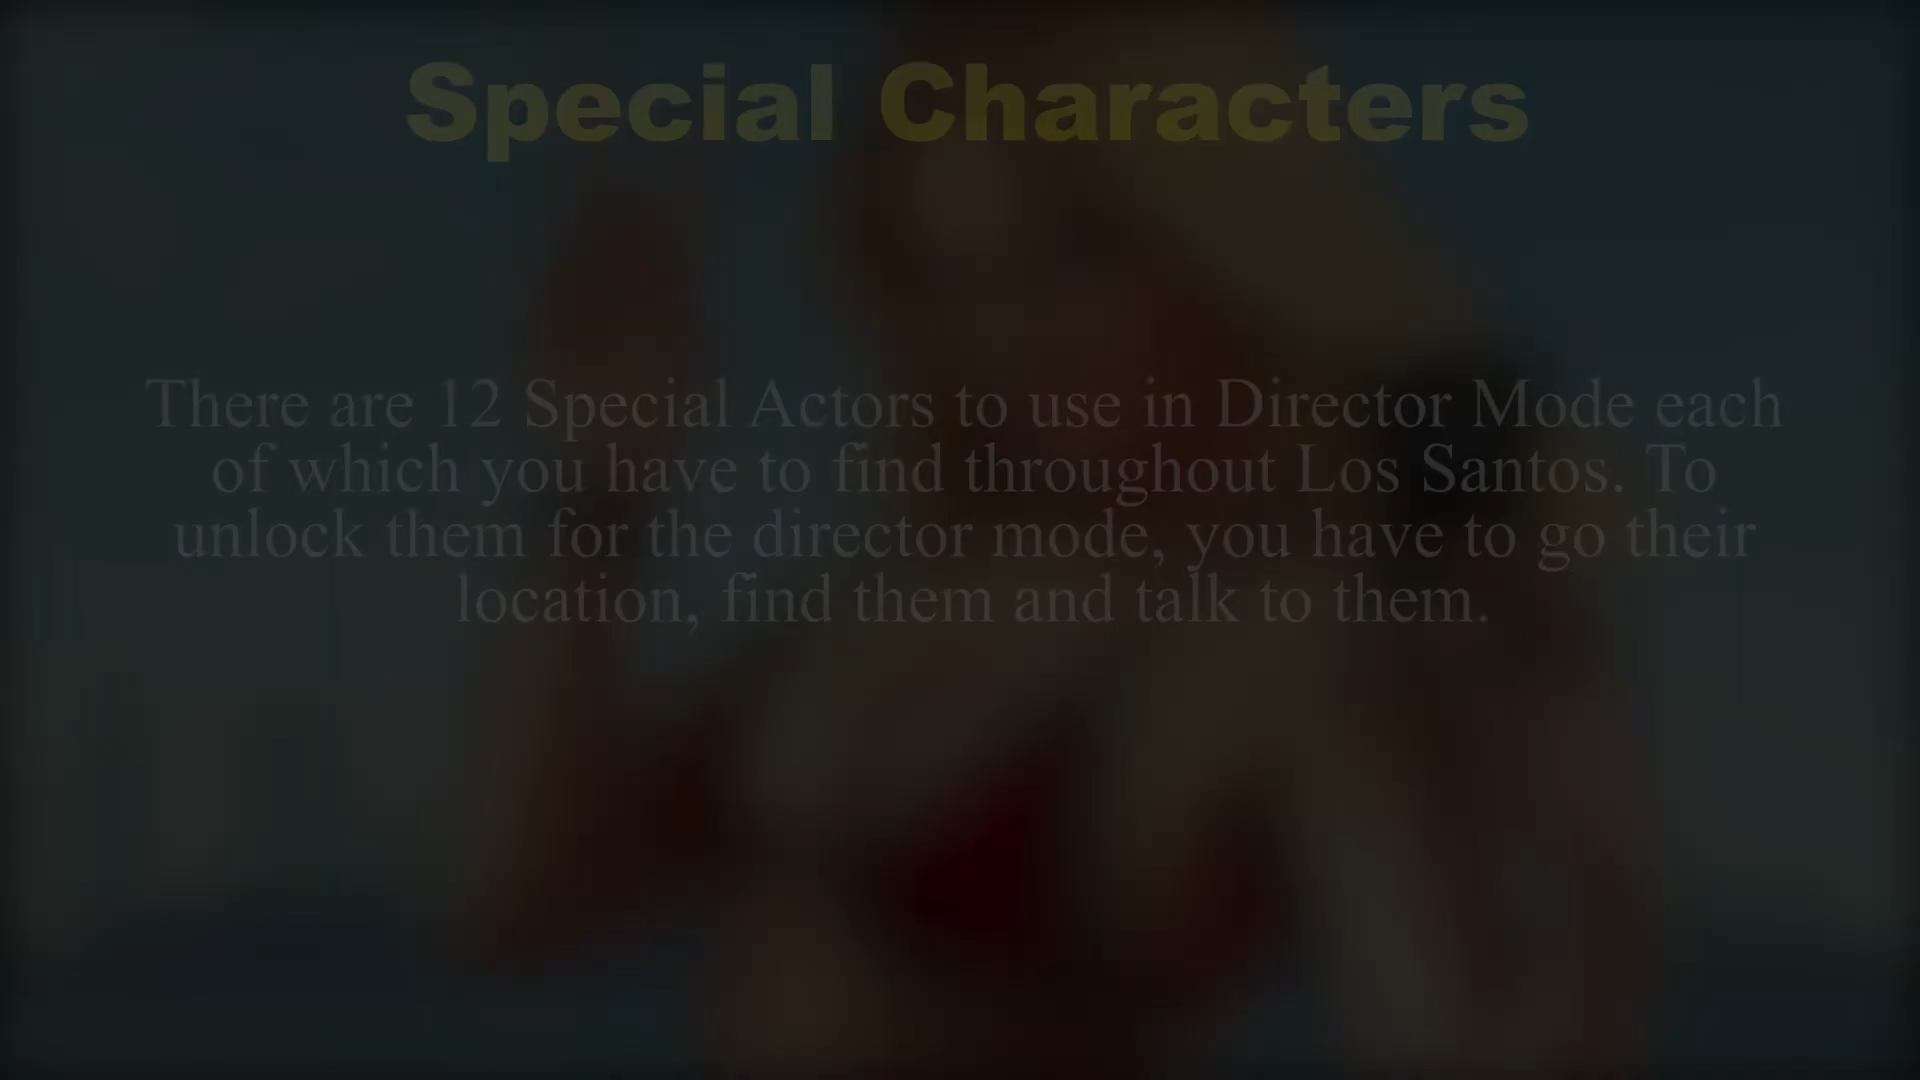 Special Characters
There are 12 Special Actors to use in Director Mode each
of which you have to find throughout Los Santos. To
unlock them for the director mode, you have to go their
location, find them and talk to them.